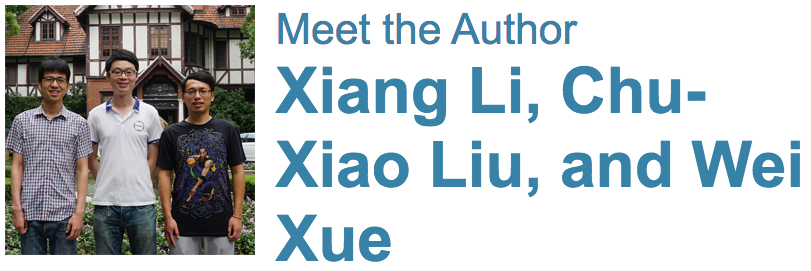 Meet the Author
Xiang Li, Chu-
Xiao Liu, and Wei
Xue